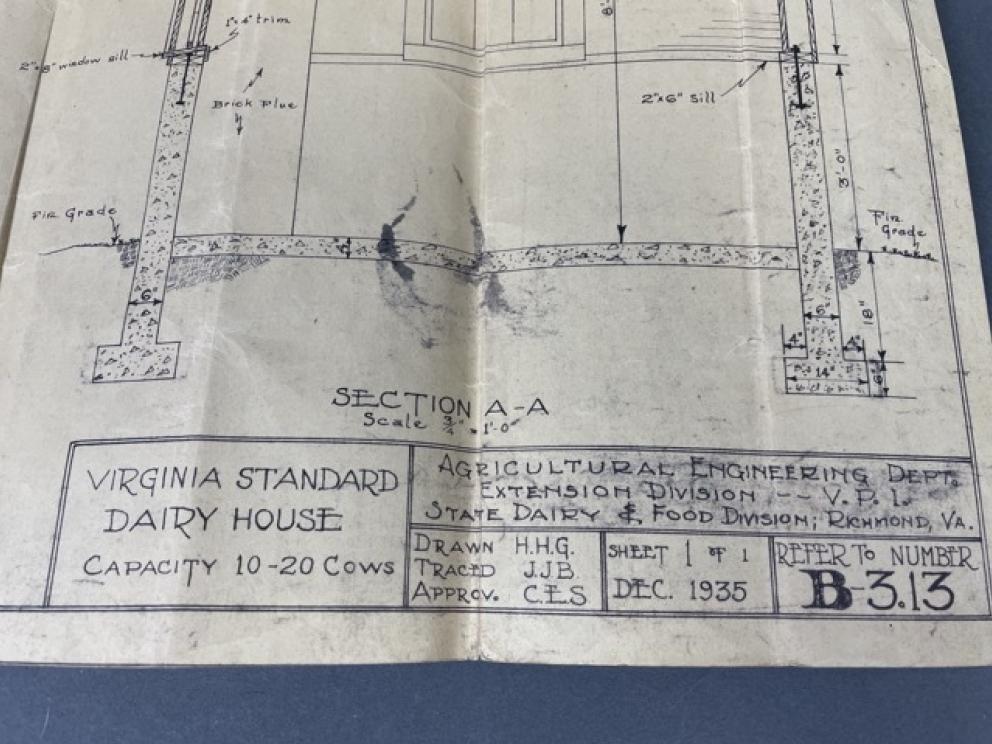 1"x4" trim
2"x8" window sill
Brick Flue
2"x6" Sill
3'-0"
Fin. Grade
Fin.
Grade
4"
6"
6"
18"
4"
4"
14"
6"
SECTION A-A
Scale 3/4" = 1'-0"
VIRGINIA STANDARD
DAIRY HOUSE
CAPACITY 10-20 COWS
AGRICULTURAL ENGINEERING DEPT.
EXTENSION DIVISION -- V. P. I.
STATE DAIRY & FOOD DIVISION; RICHMOND, VA.
DRAWN H.H.G.
TRACED J.J.B.
APPROV. C.E.S
SHEET 1 OF 1
DEC. 1935
REFER TO NUMBER
B-3.13